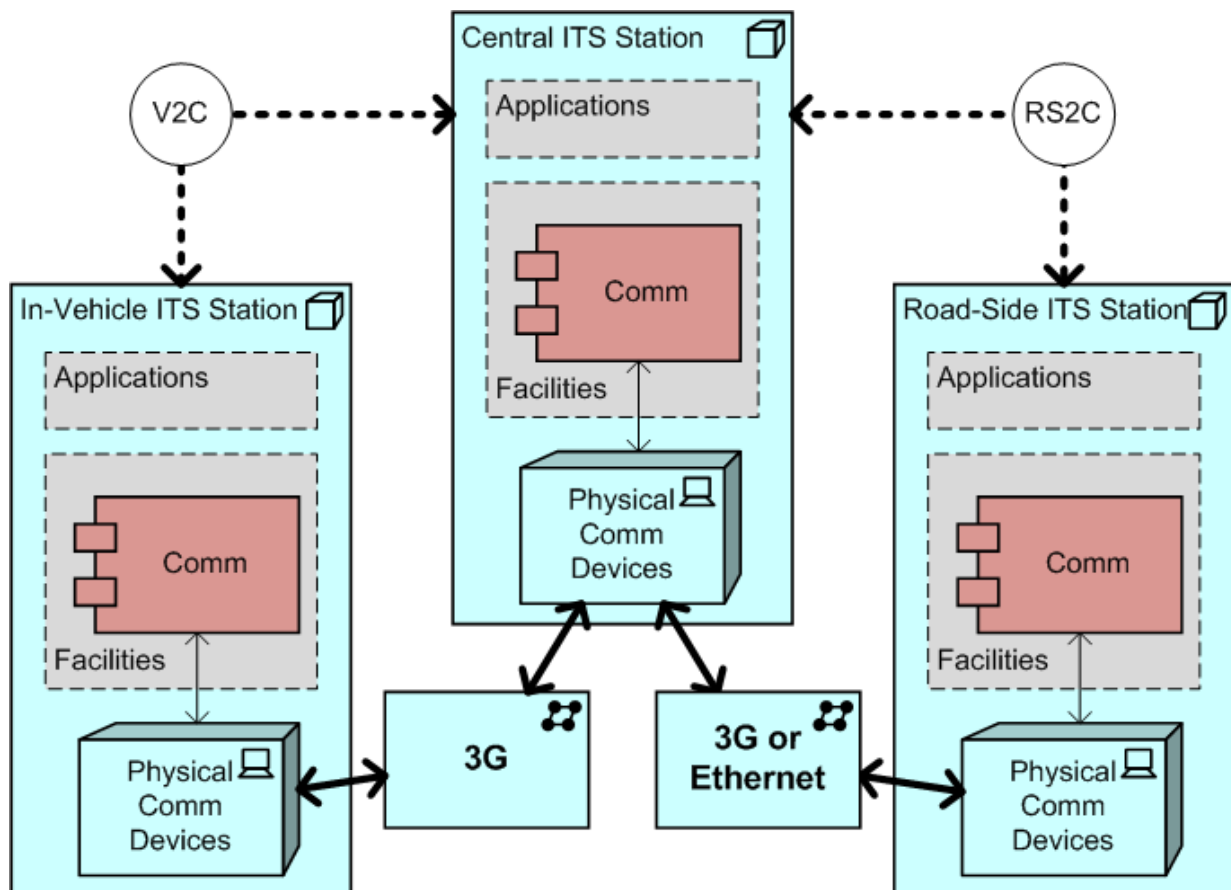 Central ITS Station
V2C
Applications
RS2C
Comm
Facilities
Physical
Comm
Devices
In-Vehicle ITS Station
Applications
Comm
Facilities
Physical
Comm
Devices
3G
3G or
Ethernet
Road-Side ITS Station
Applications
Comm
Facilities
Physical
Comm
Devices